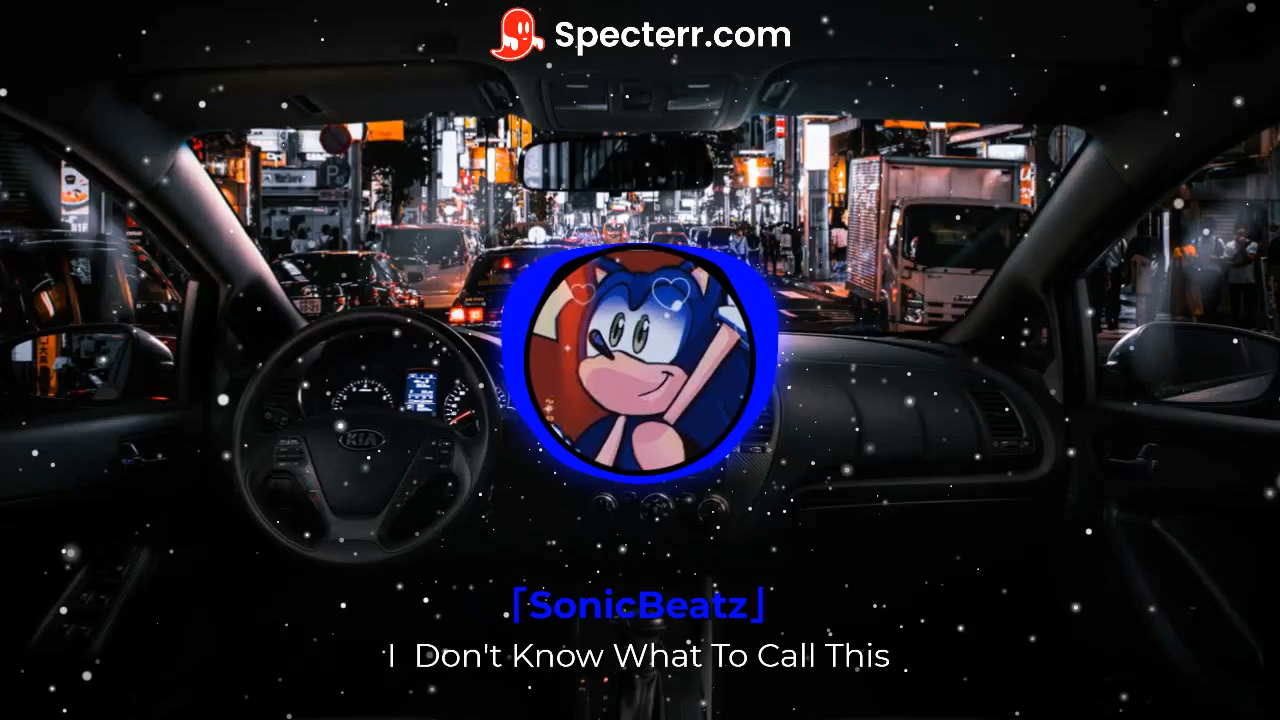 Specterr.com
KIA
「SonicBeatz」
I Don't Know What To Call This